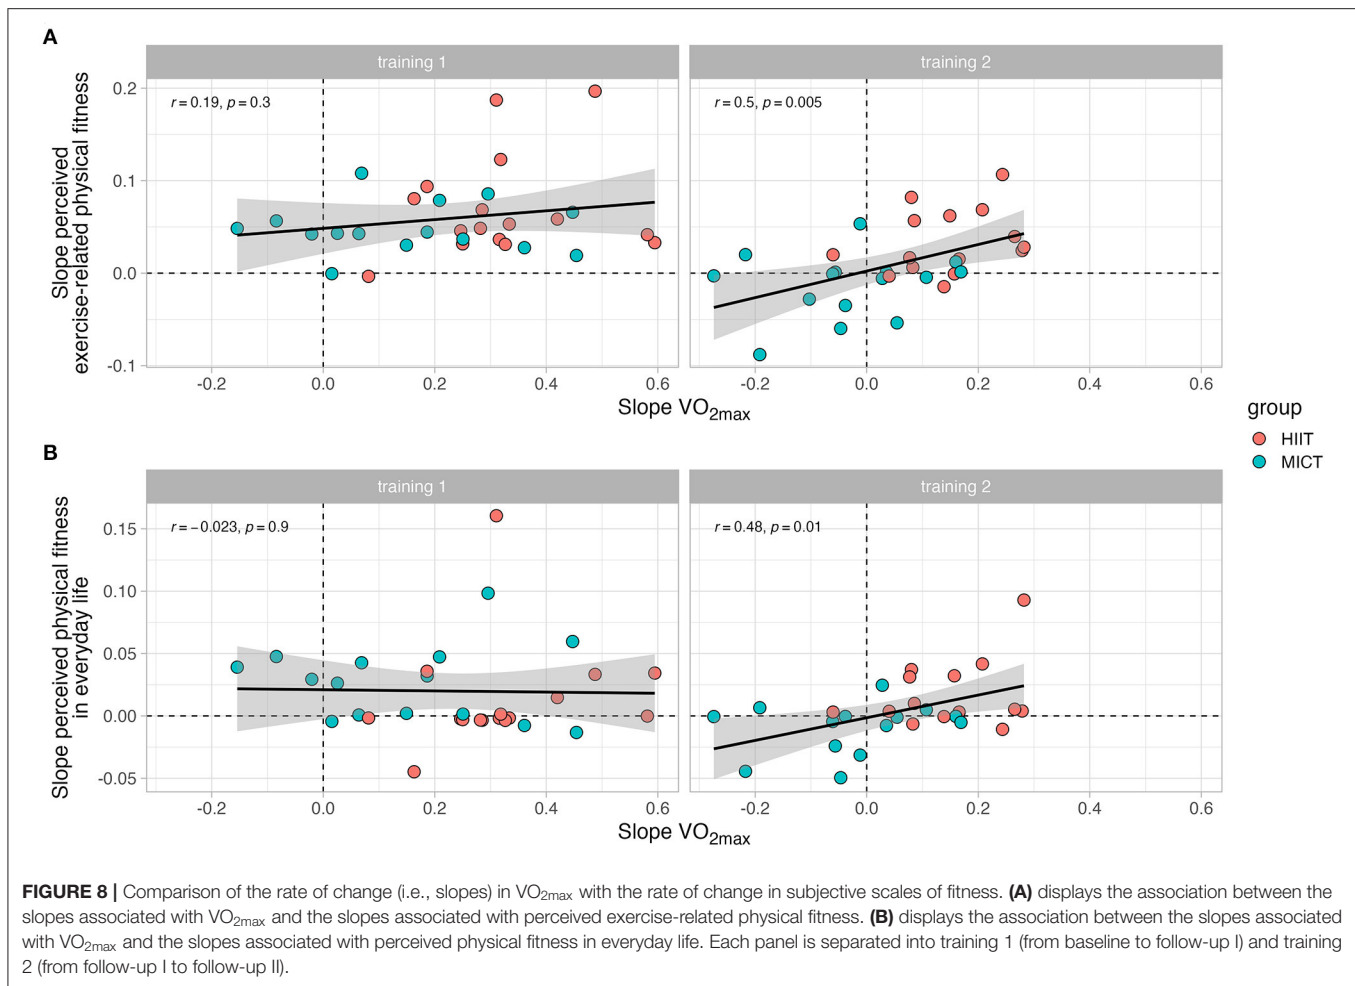 A
training 1
training 2
r = 0.19, p = 0.3
r = 0.5, p = 0.005
Slope perceived
exercise-related physical fitness
0.2
0.1
0.0
-0.1
-0.2
0.0
0.2
0.4
0.6
-0.2
0.0
0.2
0.4
0.6
Slope VO2max
group
HIIT
MICT
B
training 1
training 2
r = −0.023, p = 0.9
r = 0.48, p = 0.01
Slope perceived physical fitness
in everyday life
0.15
0.10
0.05
0.00
-0.05
-0.2
0.0
0.2
0.4
0.6
-0.2
0.0
0.2
0.4
0.6
Slope VO2max
FIGURE 8 | Comparison of the rate of change (i.e., slopes) in VO2max with the rate of change in subjective scales of fitness. (A) displays the association between the
slopes associated with VO2max and the slopes associated with perceived exercise-related physical fitness. (B) displays the association between the slopes associated
with VO2max and the slopes associated with perceived physical fitness in everyday life. Each panel is separated into training 1 (from baseline to follow-up I) and training
2 (from follow-up I to follow-up II).